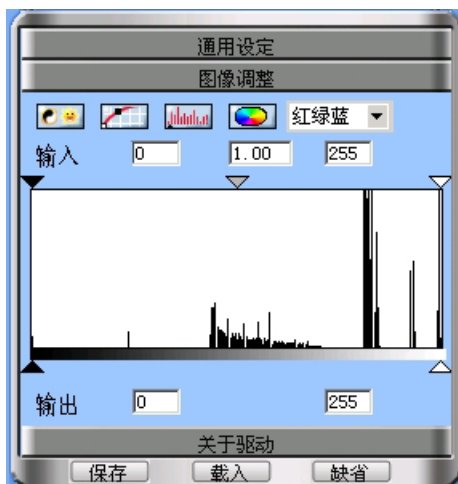 通用设定
图像调整
红绿蓝
输入 0 1.00 255
输出 0 255
关于驱动
保存 载入 缺省